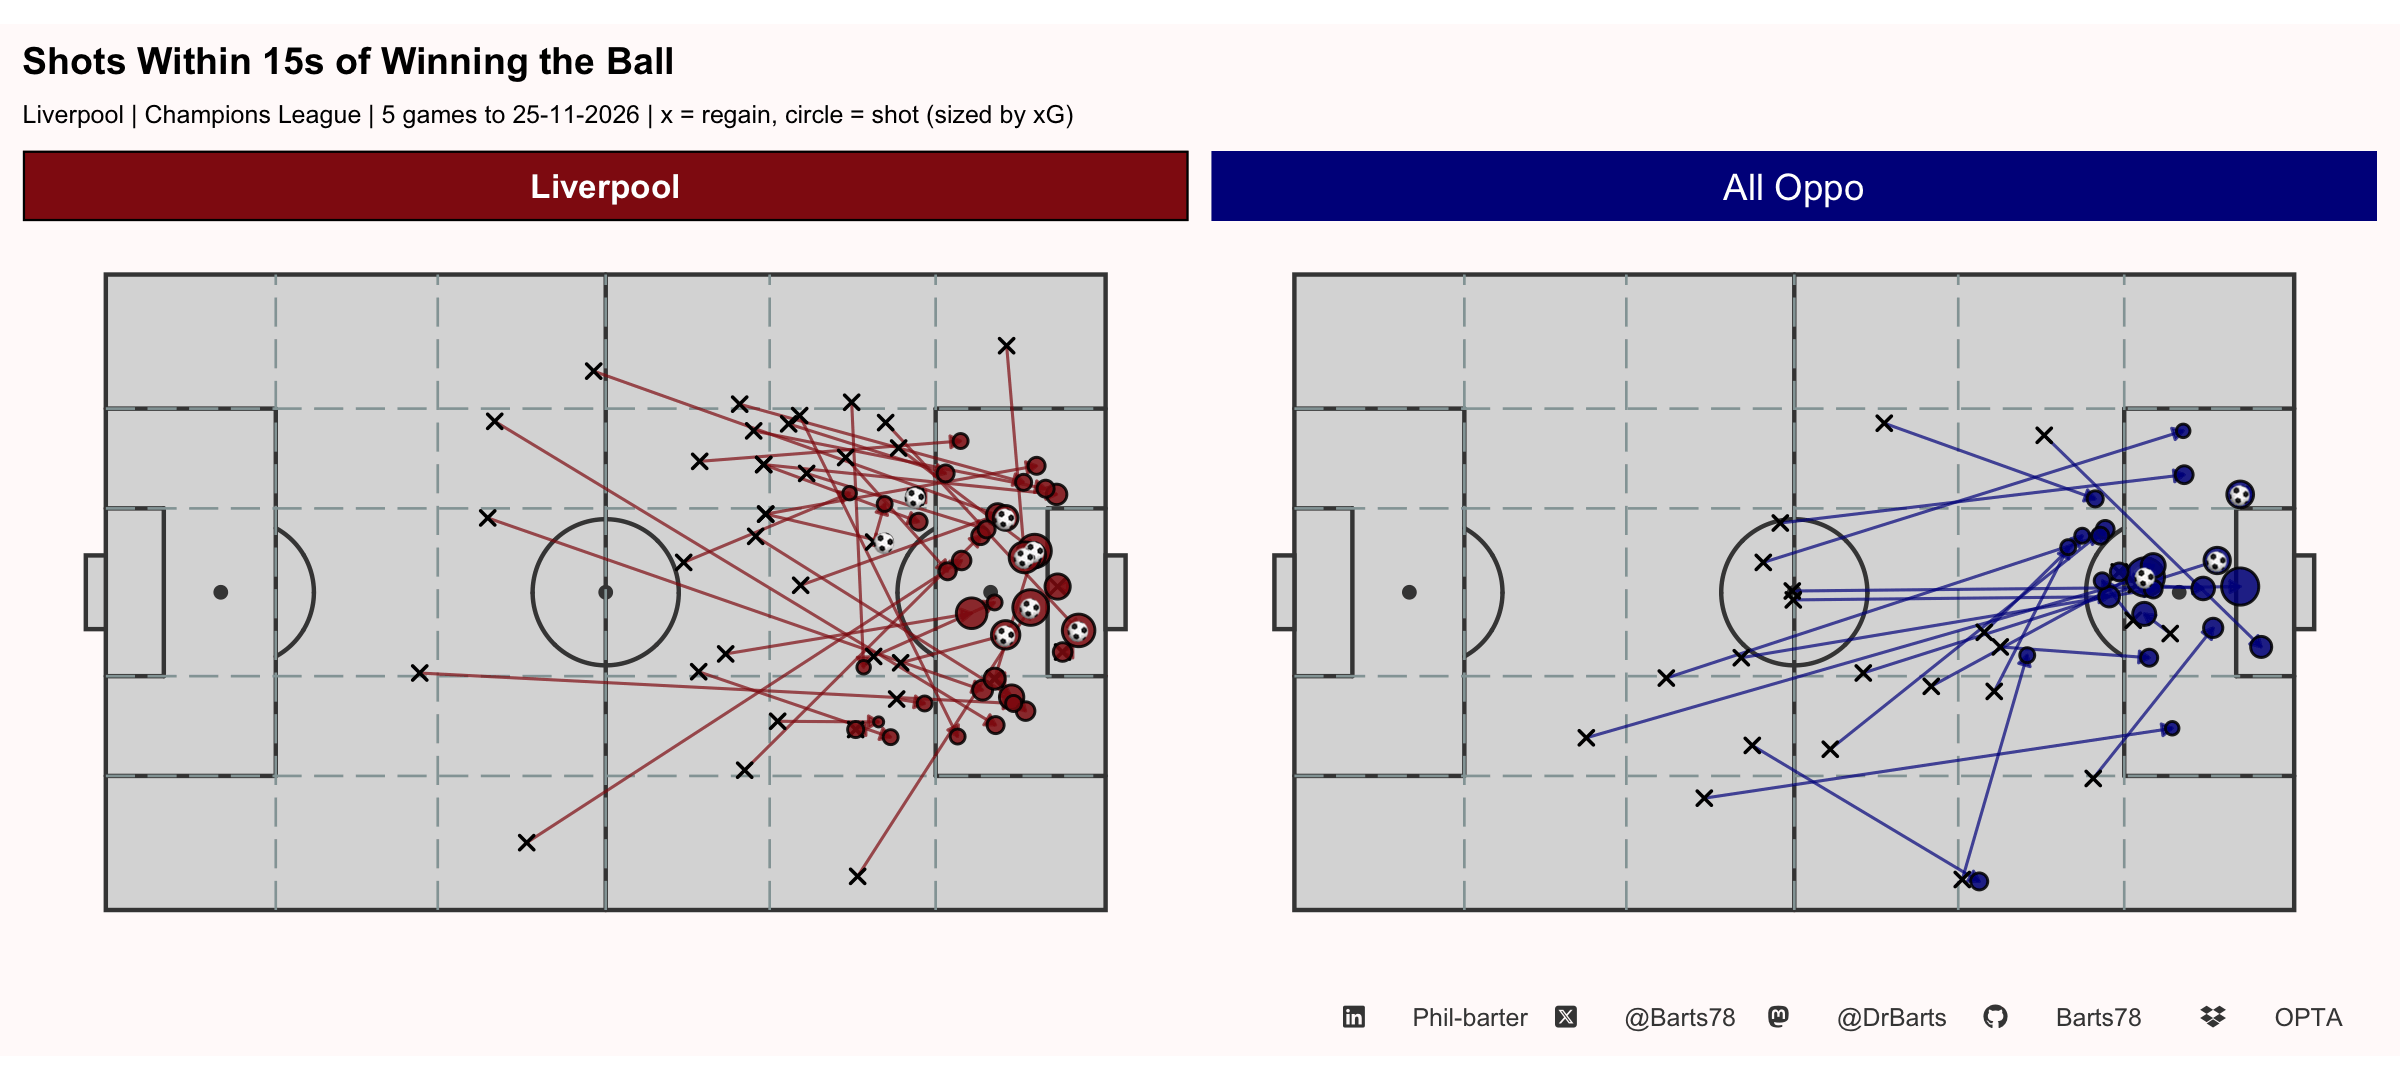 Shots Within 15s of Winning the Ball
Liverpool | Champions League | 5 games to 25-11-2026 | x = regain, circle = shot (sized by xG)
Liverpool
All Oppo
Phil-barter @Barts78 @DrBarts Barts78 OPTA